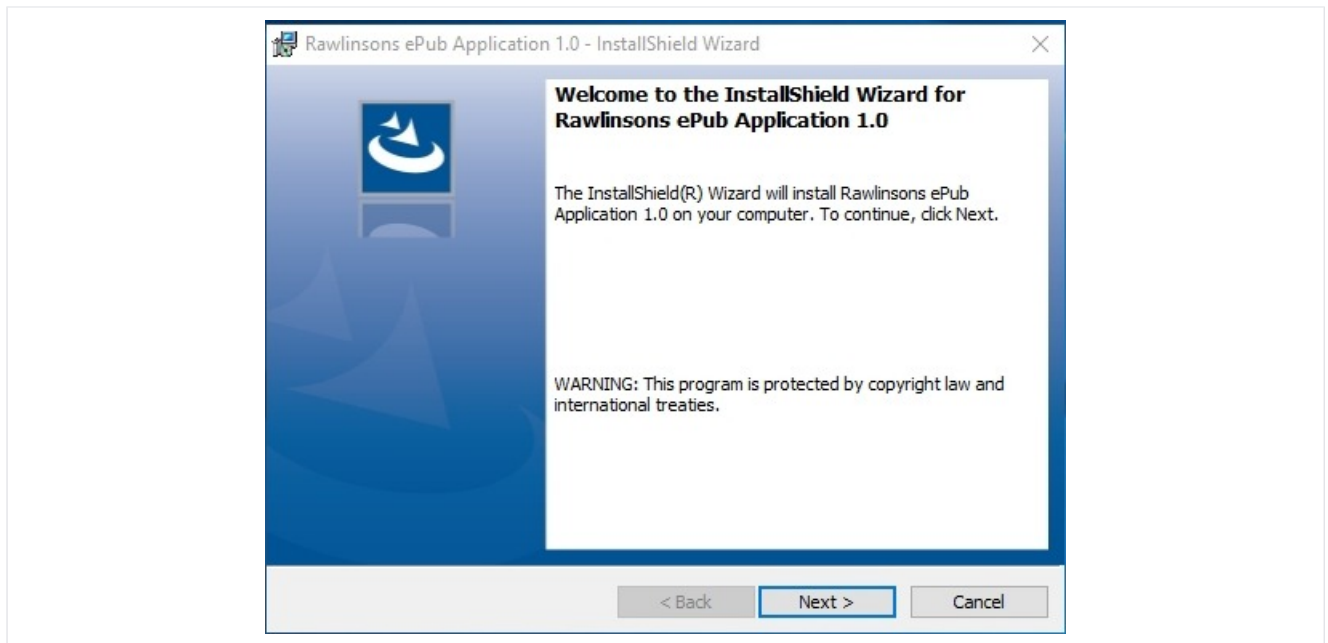 Rawlinsons ePub Application 1.0 - InstallShield Wizard
Welcome to the InstallShield Wizard for
Rawlinsons ePub Application 1.0
The InstallShield(R) Wizard will install Rawlinsons ePub
Application 1.0 on your computer. To continue, click Next.
WARNING: This program is protected by copyright law and
international treaties.
< Back
Next >
Cancel